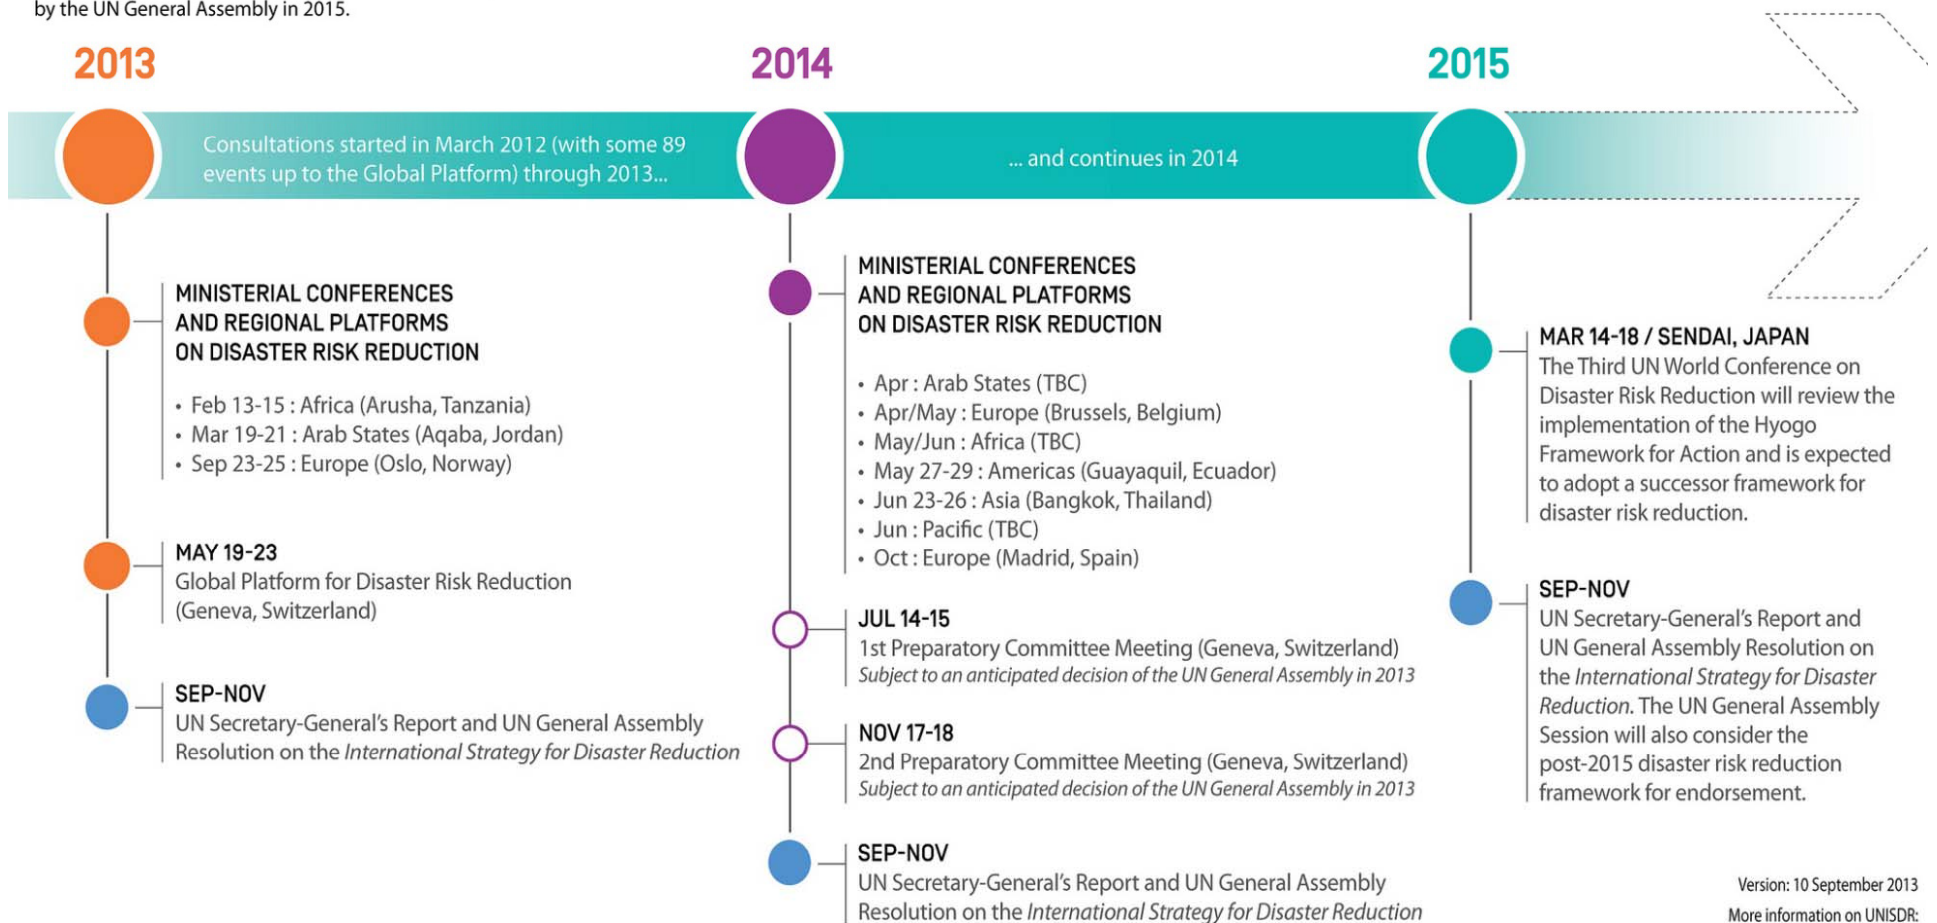 by the UN General Assembly in 2015.
2013
2014
2015
Consultations started in March 2012 (with some 89
events up to the Global Platform) through 2013...
... and continues in 2014
MINISTERIAL CONFERENCES
AND REGIONAL PLATFORMS
ON DISASTER RISK REDUCTION
• Feb 13-15 : Africa (Arusha, Tanzania)
• Mar 19-21 : Arab States (Aqaba, Jordan)
• Sep 23-25 : Europe (Oslo, Norway)
MAY 19-23
Global Platform for Disaster Risk Reduction
(Geneva, Switzerland)
SEP-NOV
UN Secretary-General's Report and UN General Assembly
Resolution on the International Strategy for Disaster Reduction
MINISTERIAL CONFERENCES
AND REGIONAL PLATFORMS
ON DISASTER RISK REDUCTION
• Apr : Arab States (TBC)
• Apr/May : Europe (Brussels, Belgium)
• May/Jun : Africa (TBC)
• May 27-29 : Americas (Guayaquil, Ecuador)
• Jun 23-26 : Asia (Bangkok, Thailand)
• Jun : Pacific (TBC)
• Oct : Europe (Madrid, Spain)
JUL 14-15
1st Preparatory Committee Meeting (Geneva, Switzerland)
Subject to an anticipated decision of the UN General Assembly in 2013
NOV 17-18
2nd Preparatory Committee Meeting (Geneva, Switzerland)
Subject to an anticipated decision of the UN General Assembly in 2013
SEP-NOV
UN Secretary-General's Report and UN General Assembly
Resolution on the International Strategy for Disaster Reduction
MAR 14-18 / SENDAI, JAPAN
The Third UN World Conference on
Disaster Risk Reduction will review the
implementation of the Hyogo
Framework for Action and is expected
to adopt a successor framework for
disaster risk reduction.
SEP-NOV
UN Secretary-General's Report and
UN General Assembly Resolution on
the International Strategy for Disaster
Reduction. The UN General Assembly
Session will also consider the
post-2015 disaster risk reduction
framework for endorsement.
Version: 10 September 2013
More information on UNISDR: